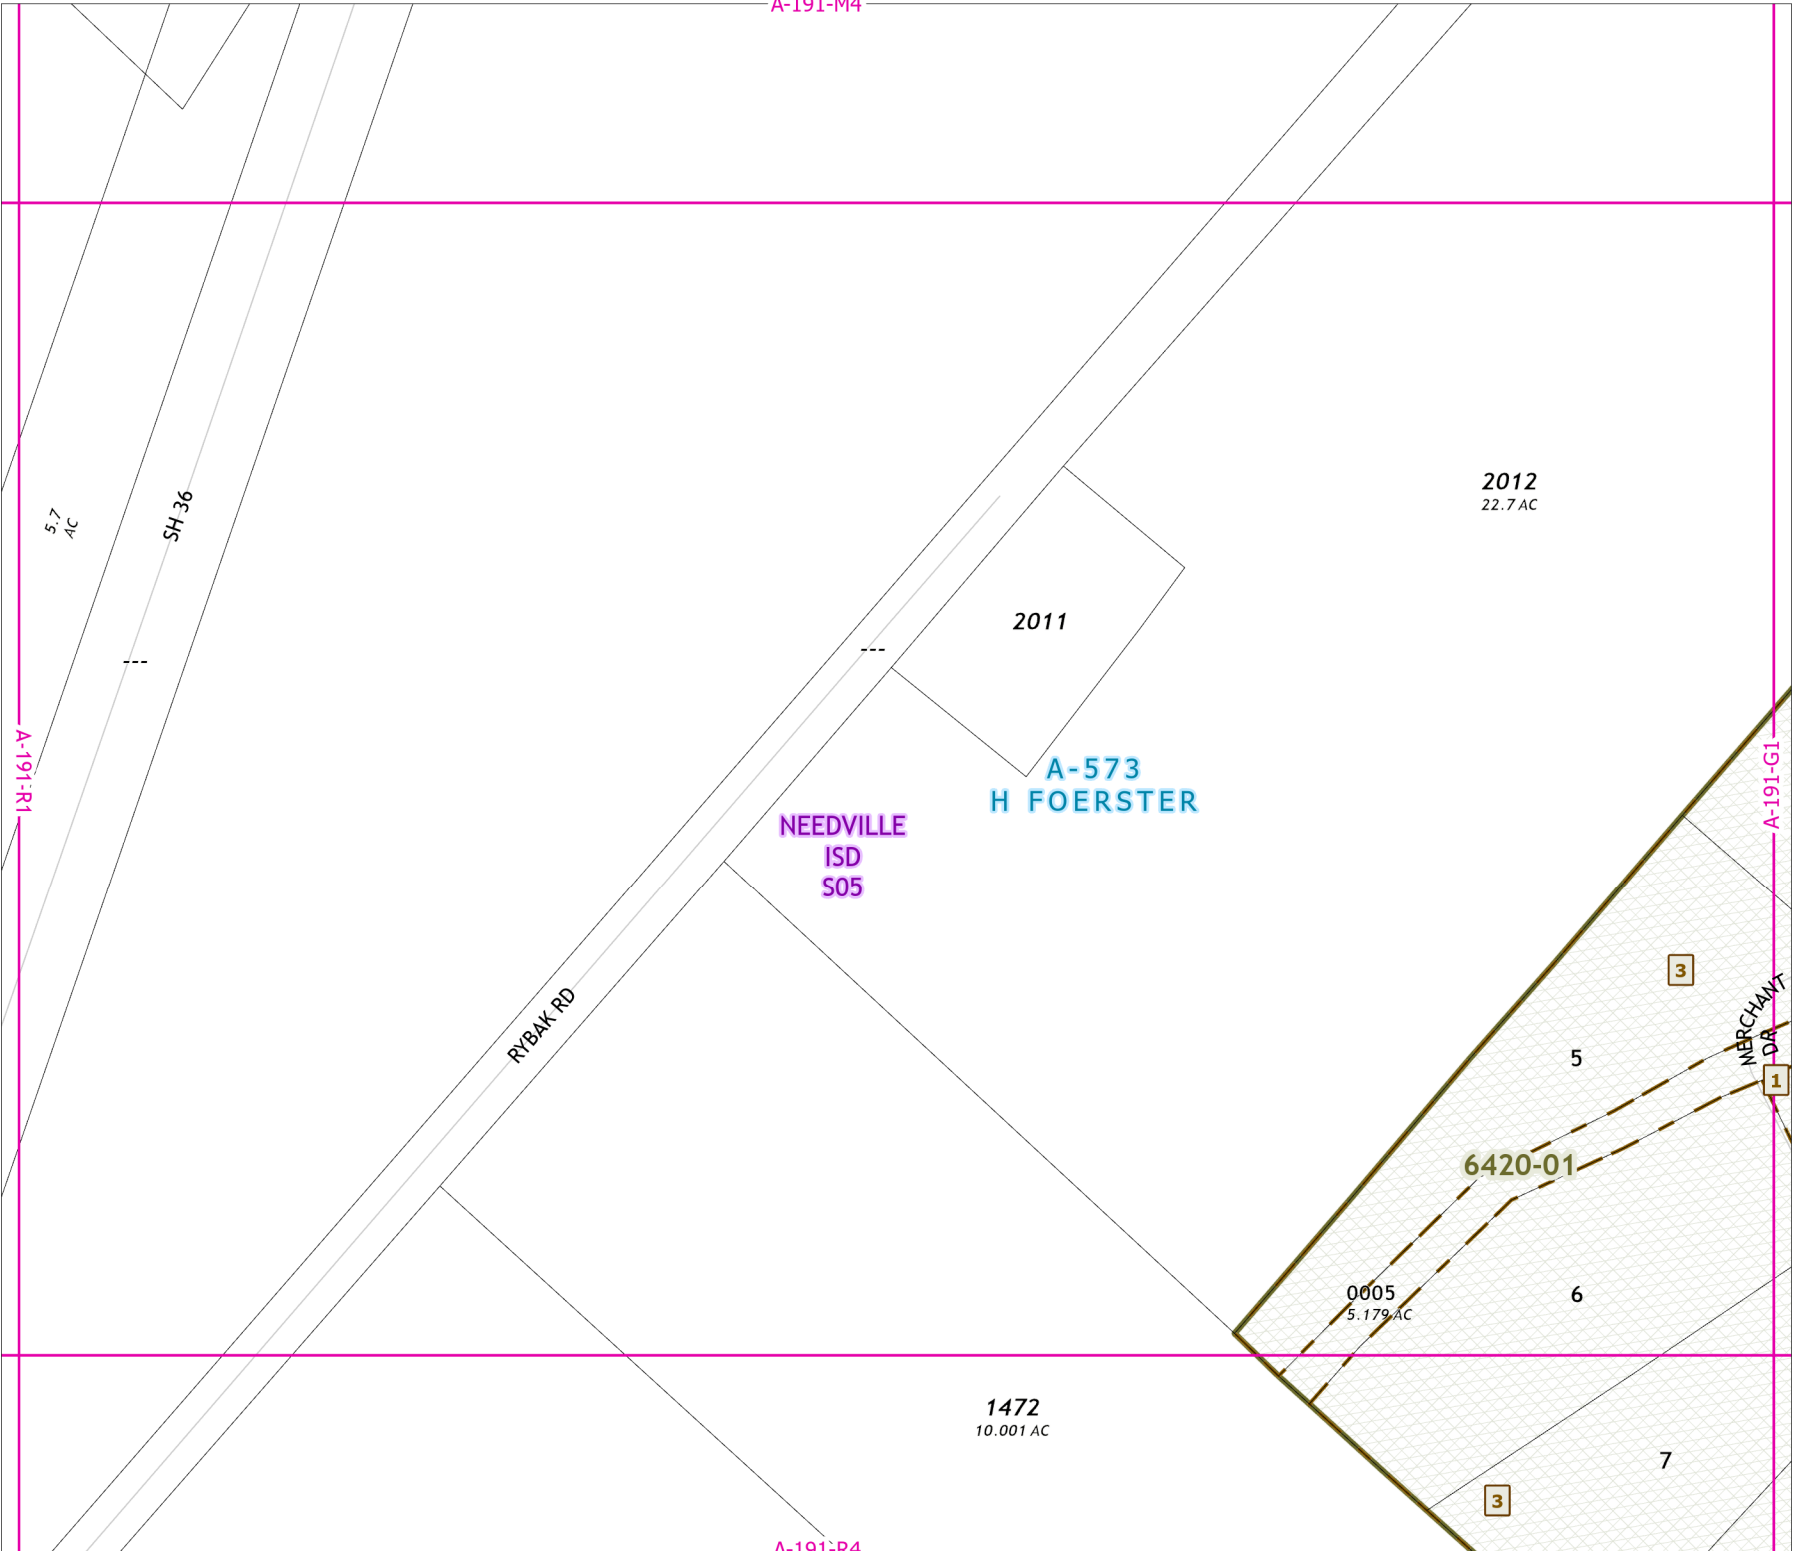 A-191-M4
2012
22.7 AC
5.7
AC
SH 36
---
---
2011
A-191-R1
A-191-G1
A-573
H FOERSTER
NEEDVILLE
ISD
S05
3
MERCHANT
DR
RYBAK RD
5
1
6420-01
0005
5.179 AC
6
1472
10.001 AC
7
3
A-191-R4